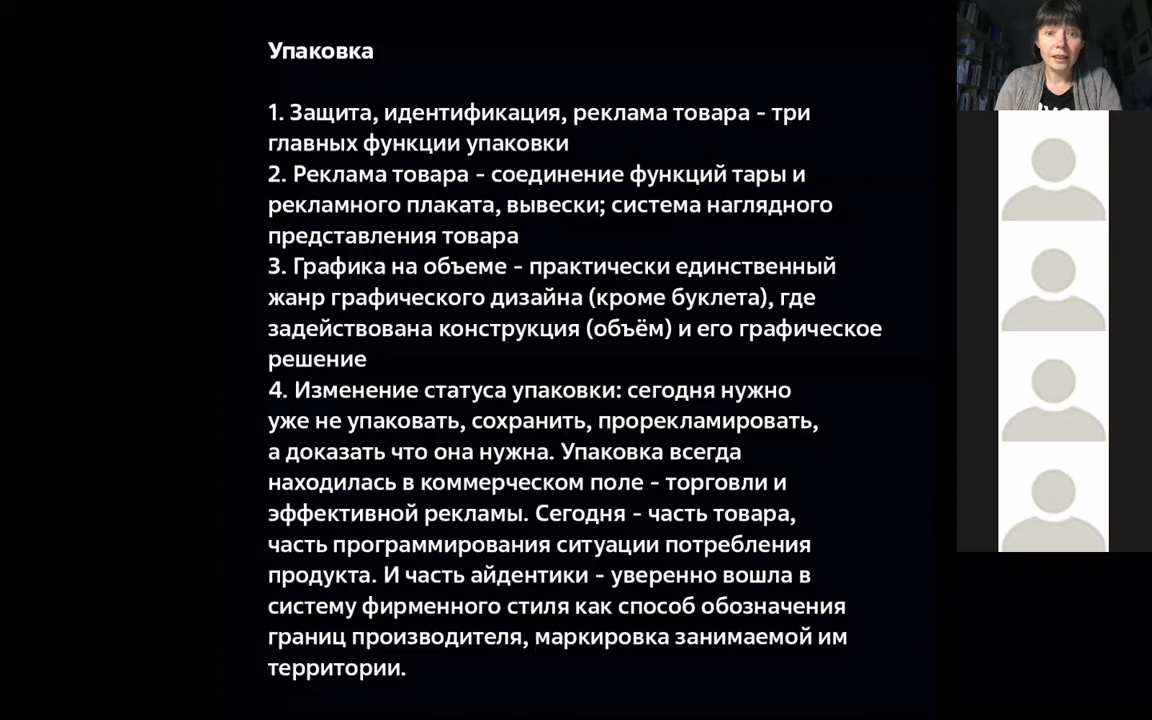 Упаковка
1. Защита, идентификация, реклама товара - три
главных функции упаковки
2. Реклама товара - соединение функций тары и
рекламного плаката, вывески; система наглядного
представления товара
3. Графика на объеме - практически единственный
жанр графического дизайна (кроме буклета), где
задействована конструкция (объём) и его графическое
решение
4. Изменение статуса упаковки: сегодня нужно
уже не упаковать, сохранить, прорекламировать,
а доказать что она нужна. Упаковка всегда
находилась в коммерческом поле - торговли и
эффективной рекламы. Сегодня - часть товара,
часть программирования ситуации потребления
продукта. И часть айдентики - уверенно вошла в
систему фирменного стиля как способ обозначения
границ производителя, маркировка занимаемой им
территории.